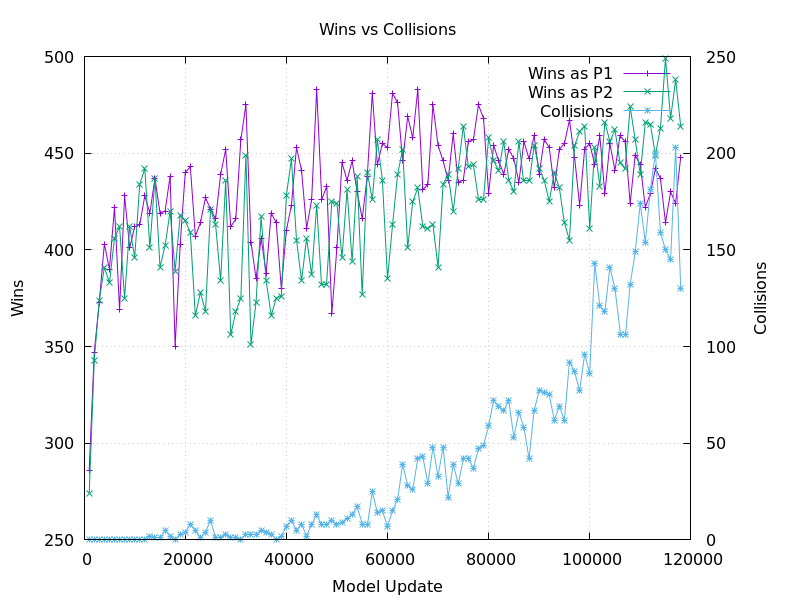 Wins vs Collisions
500
450
400
350
300
250
250
200
150
100
50
0
0 20000 40000 60000 80000 100000 120000
Wins
Collisions
Model Update
Wins as P1
Wins as P2
Collisions